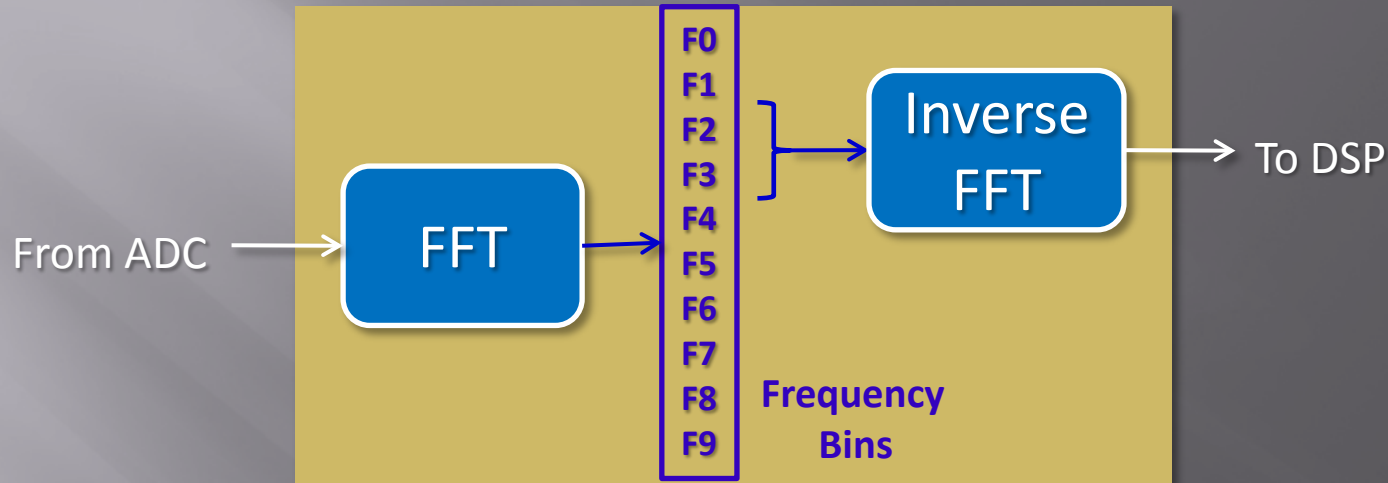 From ADC
FFT
F0
F1
F2
F3
F4
F5
F6
F7
F8
F9
Frequency
Bins
Inverse
FFT
To DSP